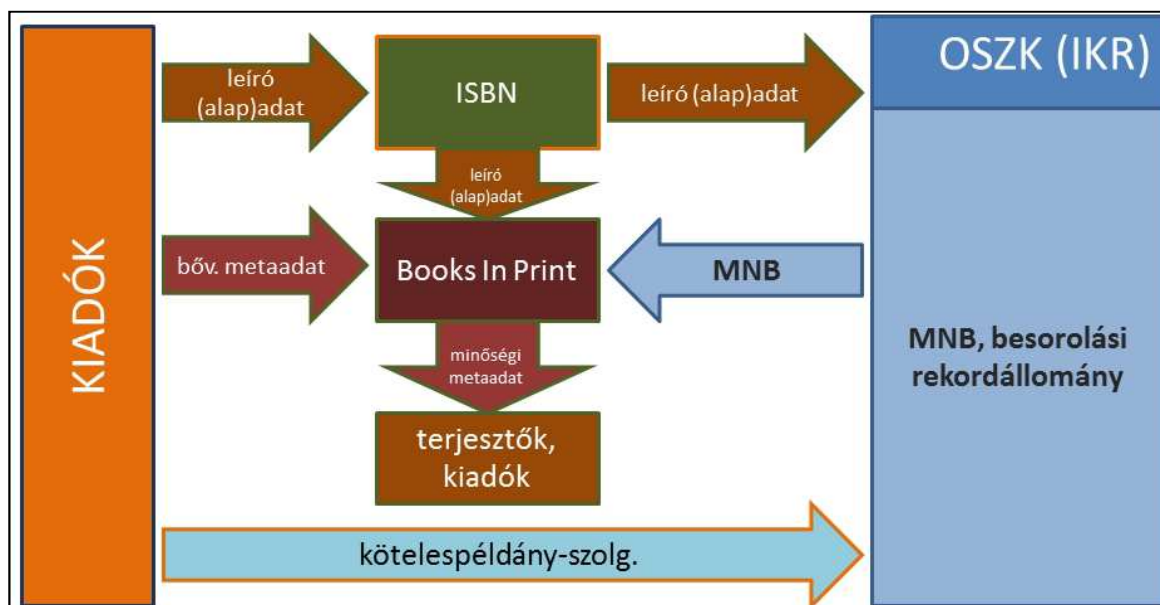 KIADÓK
leíró
(alap)adat
ISBN
leíró (alap)adat
OSZK (IKR)
leíró
(alap)adat
bőv. metaadat
Books In Print
MNB
MNB, besorolási
rekordállomány
minőségi
metaadat
terjesztők,
kiadók
kötelespéldány-szolg.